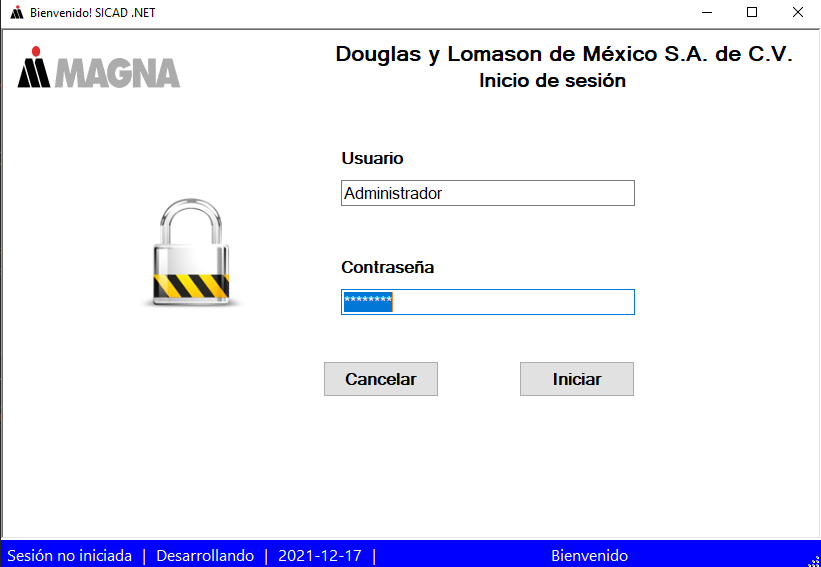 Bienvenido! SICAD .NET
MAGNA
Douglas y Lomason de México S.A. de C.V.
Inicio de sesión
Usuario
Administrador
Contraseña
********
Cancelar
Iniciar
Sesión no iniciada | Desarrollando | 2021-12-17 | Bienvenido